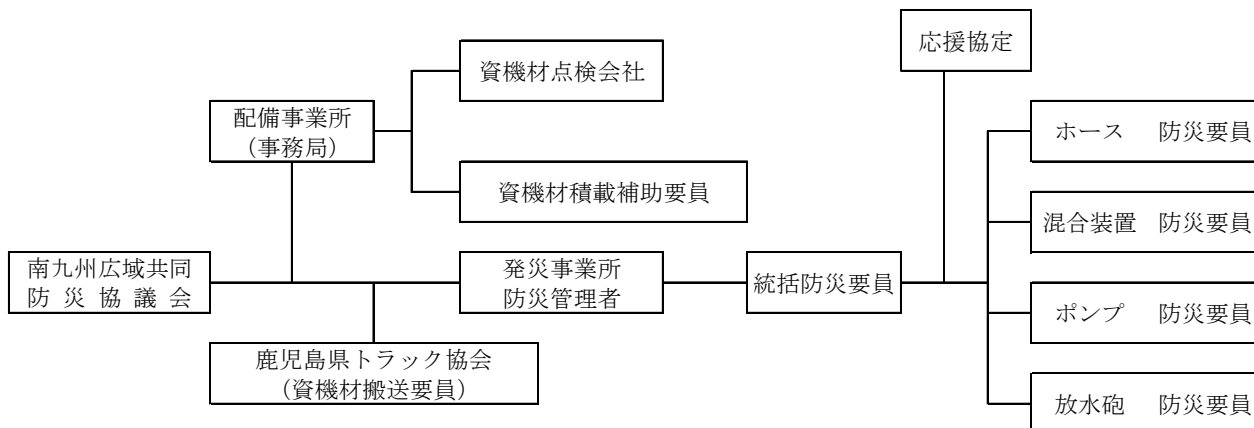 応援協定
資機材点検会社
配備事業所
（事務局）
ホース　防災要員
資機材積載補助要員
混合装置　防災要員
南九州広域共同
防 災 協 議 会
発災事業所
防災管理者
統括防災要員
ポンプ　防災要員
鹿児島県トラック協会
（資機材搬送要員）
放水砲　防災要員